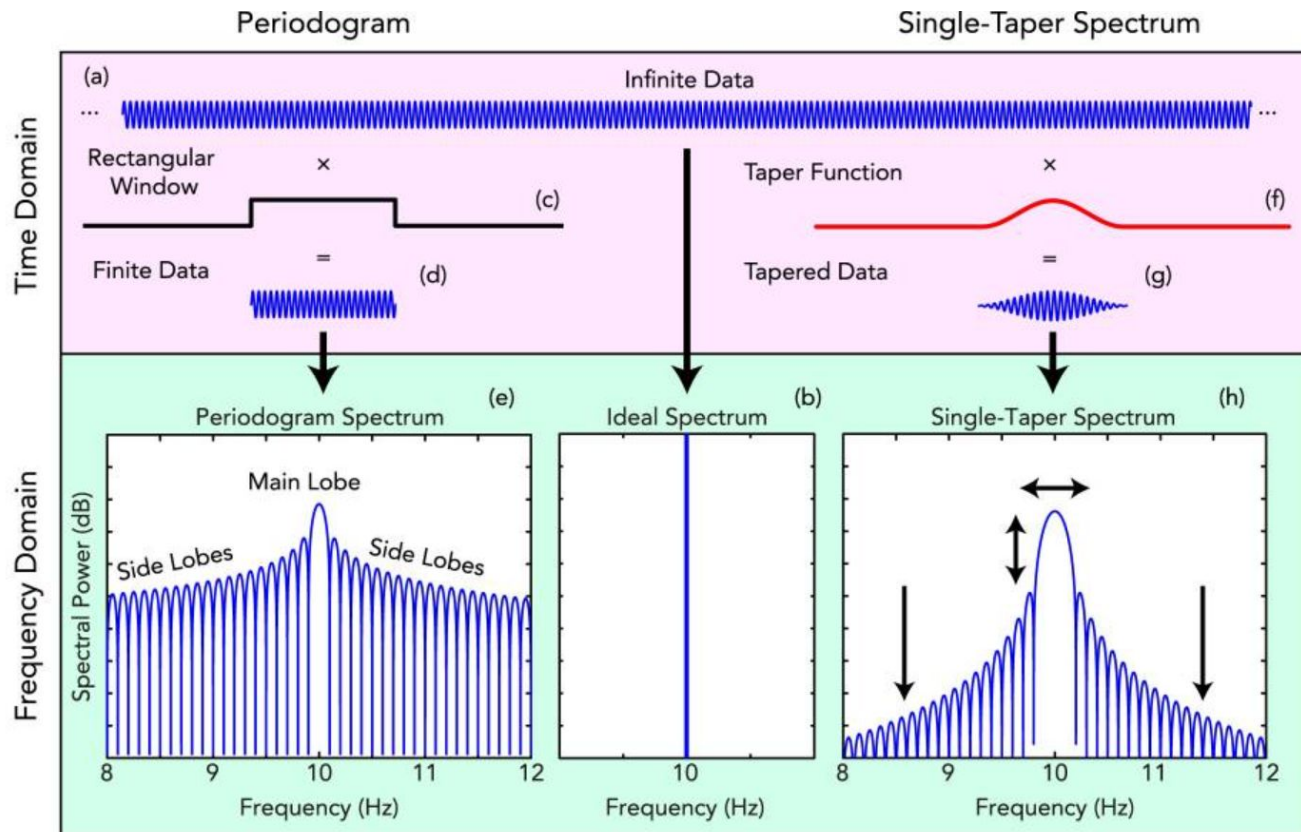 Periodogram
Single-Taper Spectrum
Time Domain
(a)
Infinite Data
... ...
Rectangular
Window
×
(c)
Taper Function
×
(f)
=
Finite Data
(d)
=
Tapered Data
(g)
Frequency Domain
(e)
Periodogram Spectrum
Main Lobe
Side Lobes
Side Lobes
Spectral Power (dB)
8 9 10 11 12
Frequency (Hz)
(b)
Ideal Spectrum
10
Frequency (Hz)
(h)
Single-Taper Spectrum
8 9 10 11 12
Frequency (Hz)